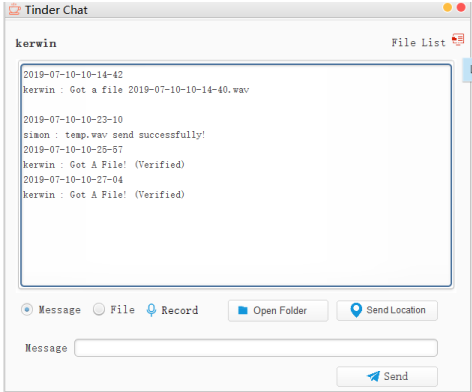 Tinder Chat
kerwin
File List
2019-07-10-10-14-42
kerwin : Got a file 2019-07-10-10-14-40.wav
2019-07-10-10-23-10
simon : temp.wav send successfully!
2019-07-10-10-25-57
kerwin : Got A File! (Verified)
2019-07-10-10-27-04
kerwin : Got A File! (Verified)
Message File Record Open Folder Send Location
Message
Send